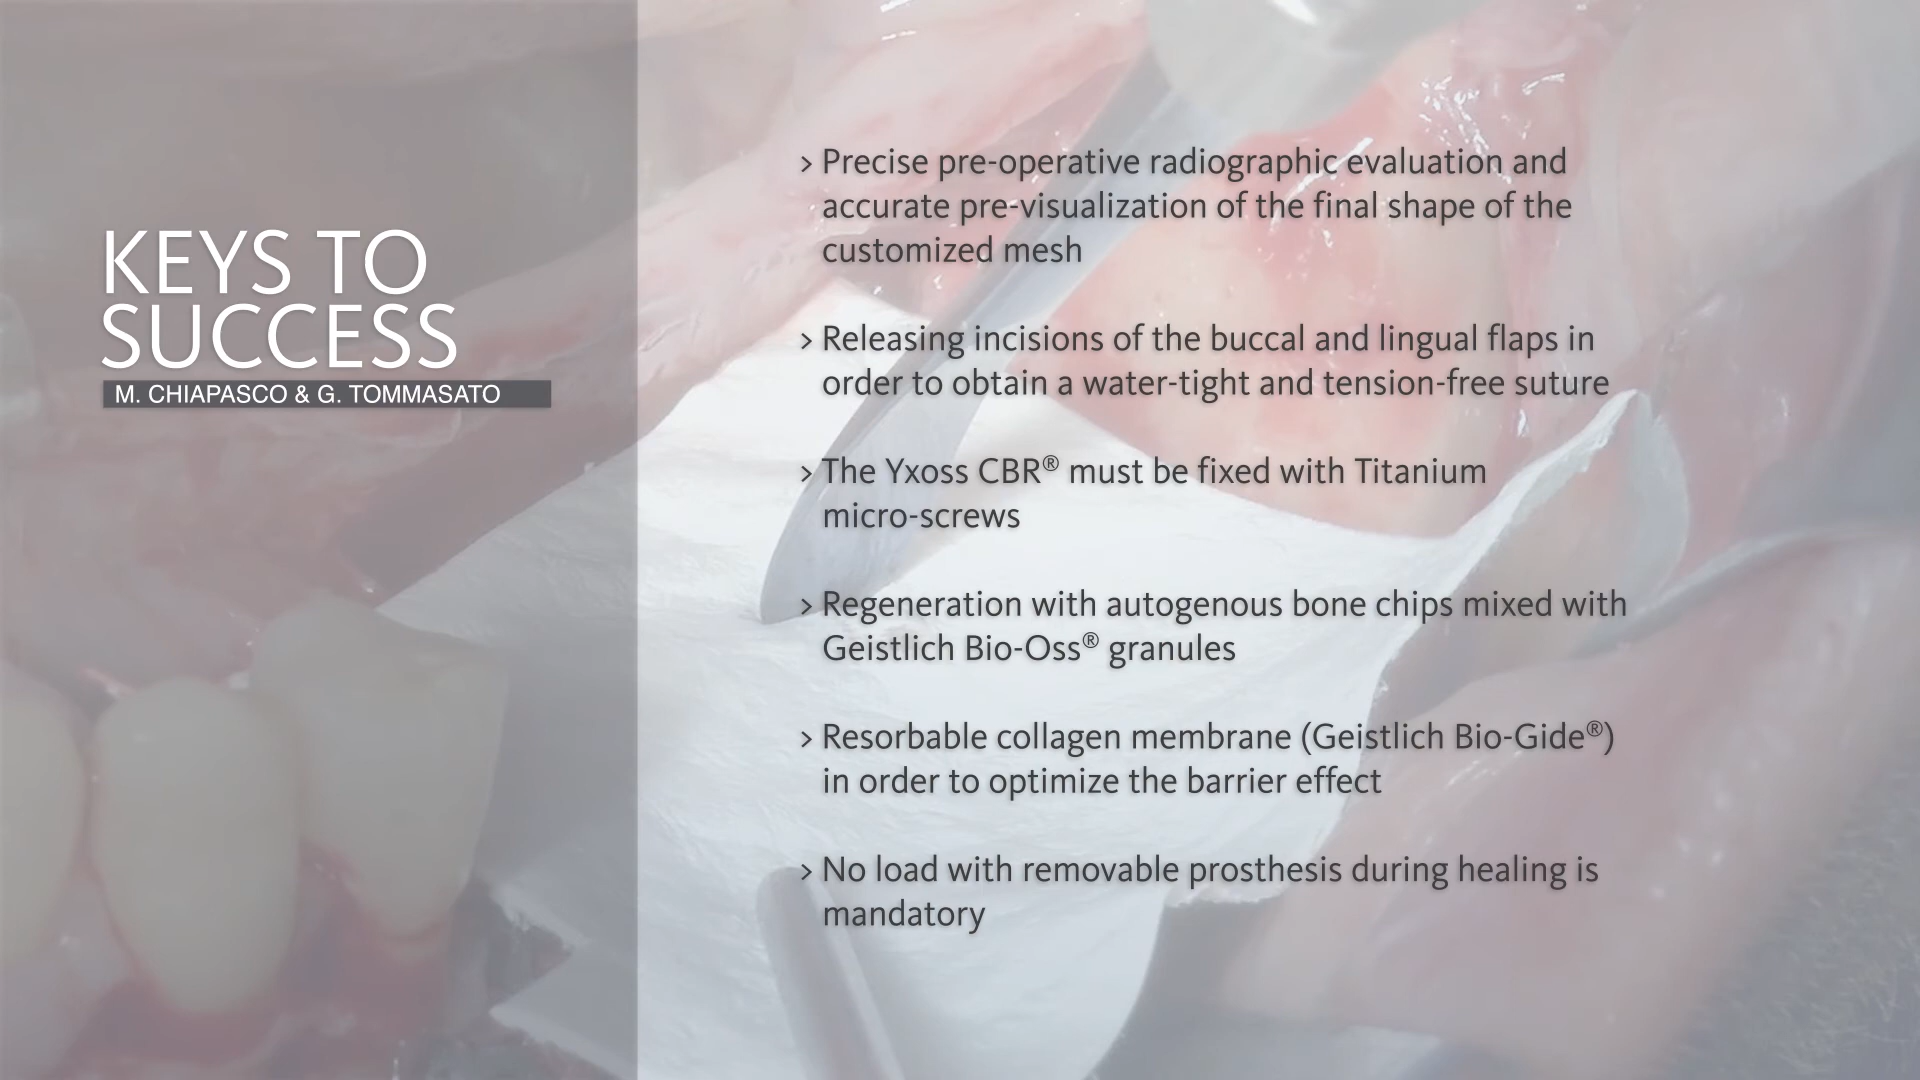 KEYS TO
SUCCESS
M. CHIAPASCO & G. TOMMASATO
> Precise pre-operative radiographic evaluation and
accurate pre-visualization of the final shape of the
customized mesh
> Releasing incisions of the buccal and lingual flaps in
order to obtain a water-tight and tension-free suture
> The Yxoss CBR® must be fixed with Titanium
micro-screws
> Regeneration with autogenous bone chips mixed with
Geistlich Bio-Oss® granules
> Resorbable collagen membrane (Geistlich Bio-Gide®)
in order to optimize the barrier effect
> No load with removable prosthesis during healing is
mandatory